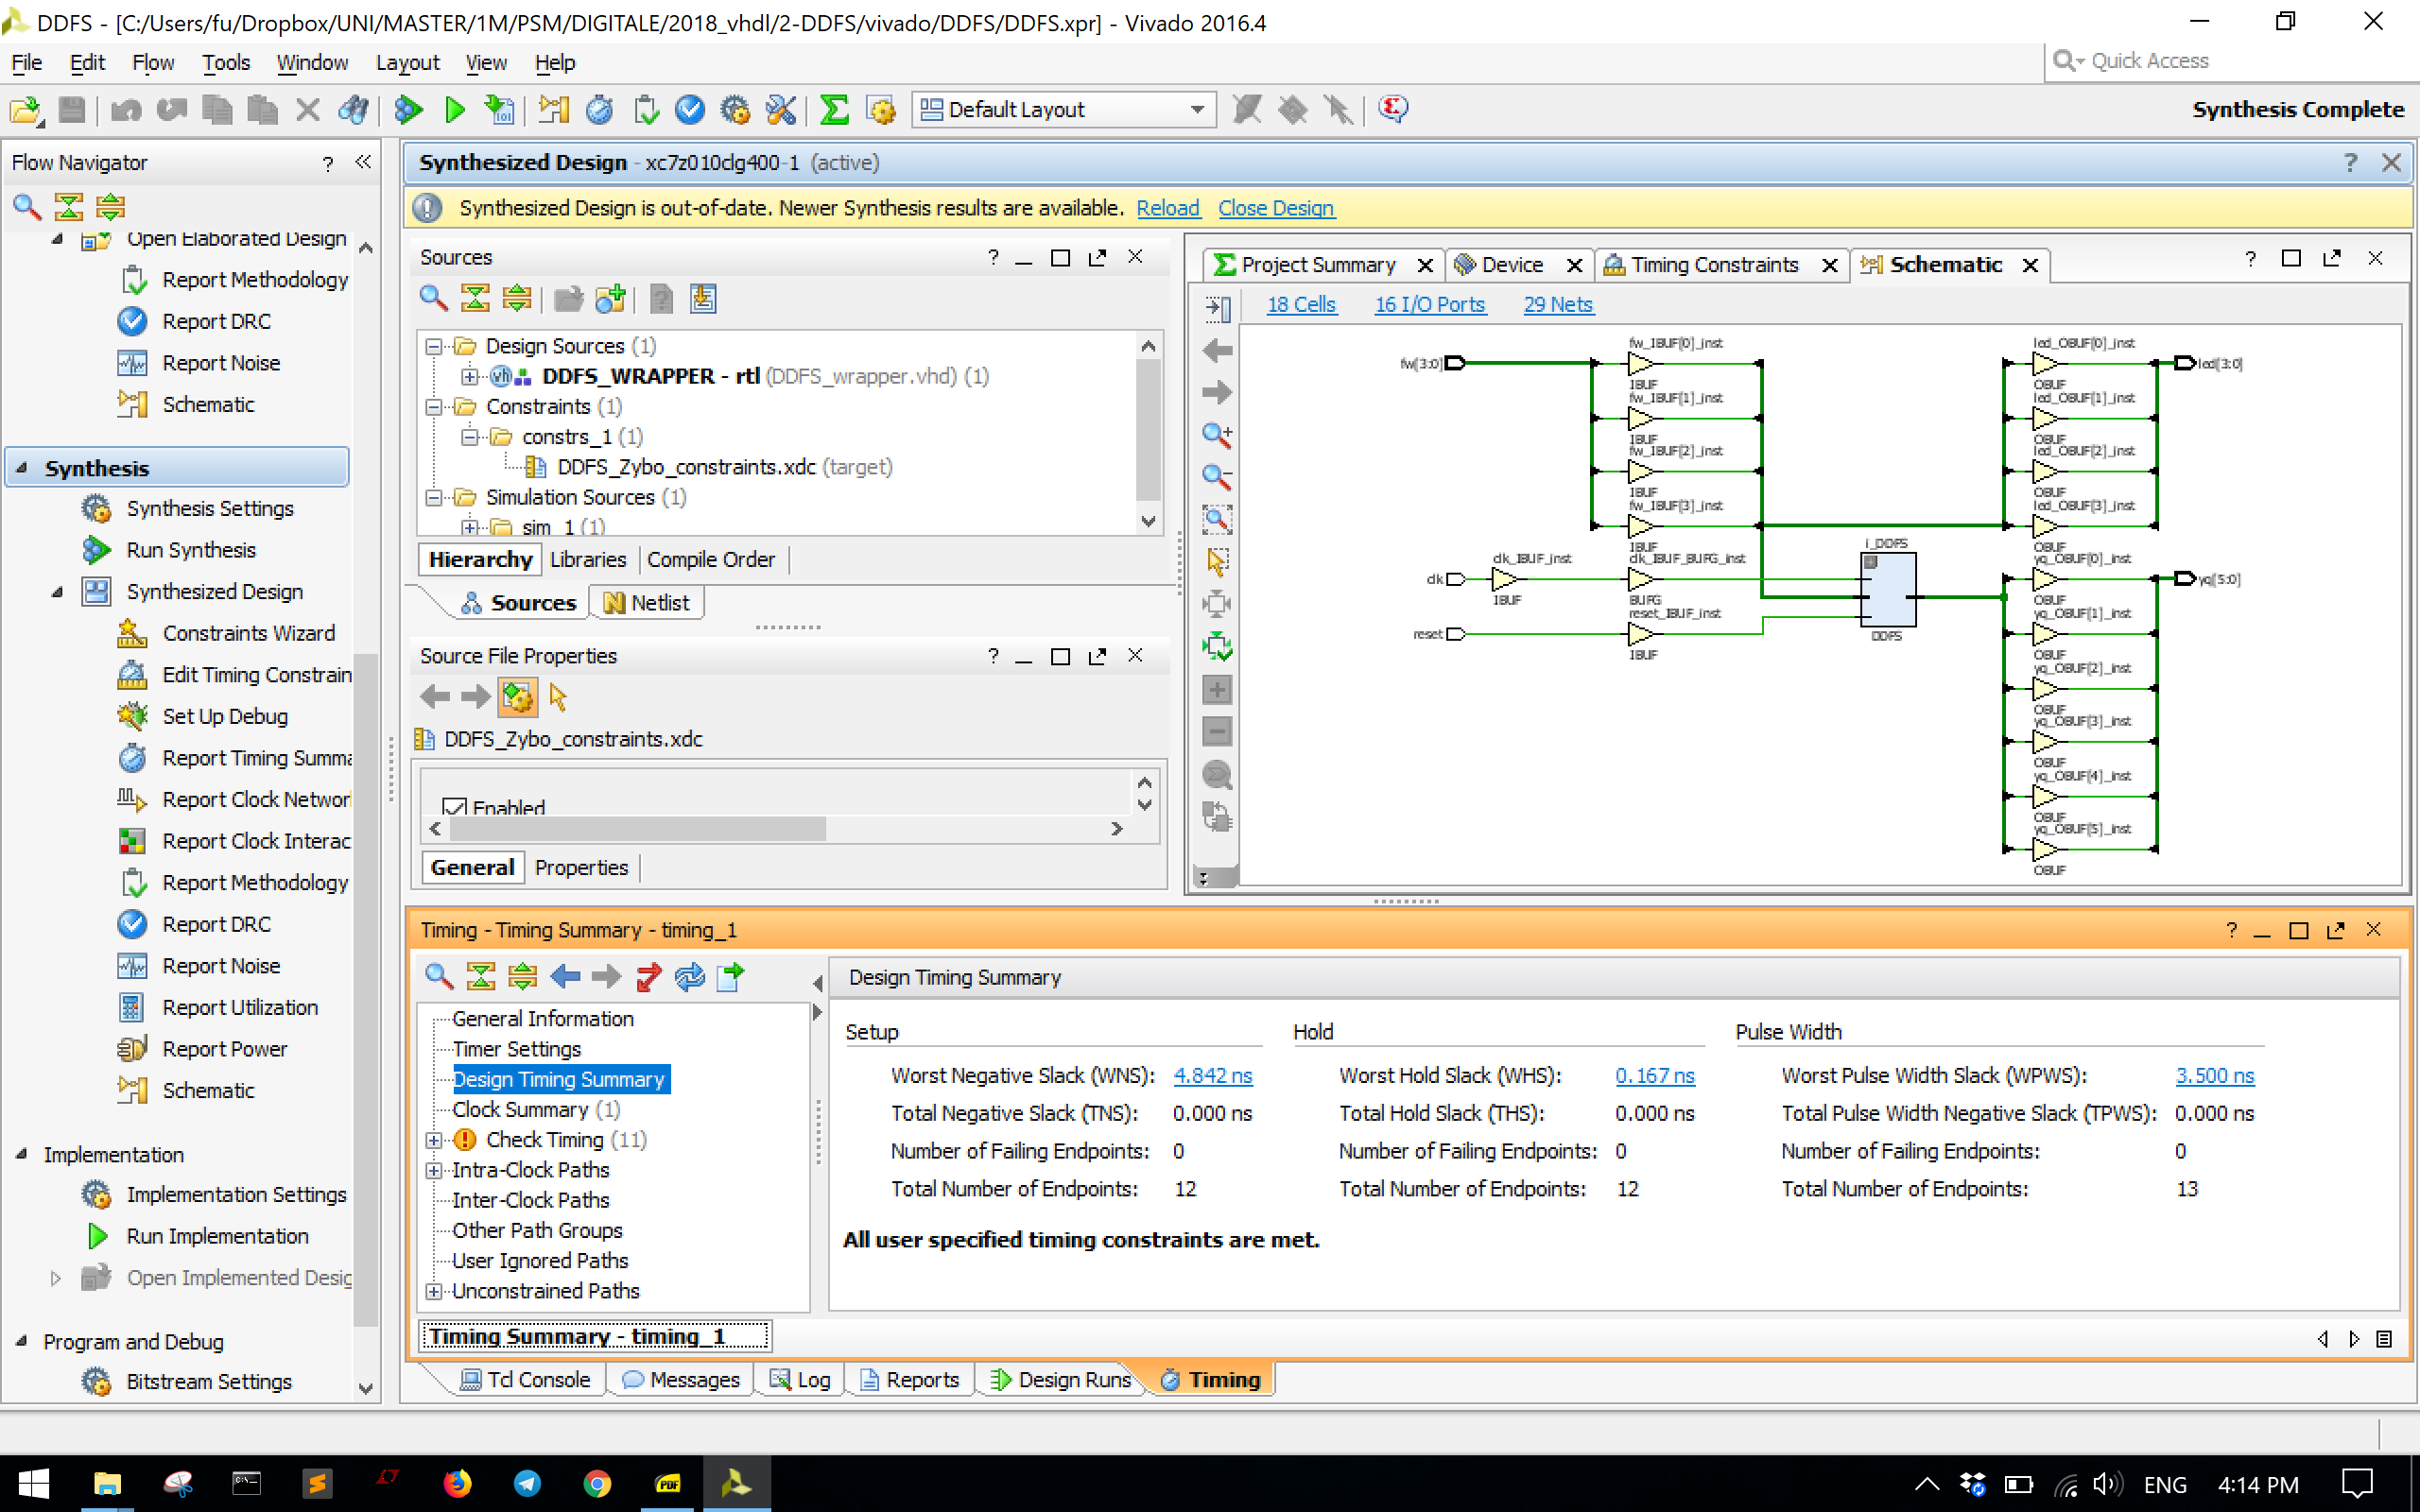 DDFS - [C:/Users/fu/Dropbox/UNI/MASTER/1M/PSM/DIGITALE/2018_vhdl/2-DDFS/vivado/DDFS/DDFS.xpr] - Vivado 2016.4
File Edit Flow Tools Window Layout View Help
Quick Access
Default Layout
Synthesis Complete
Flow Navigator
Open Elaborated Design
Report Methodology
Report DRC
Report Noise
Schematic
Synthesis
Synthesis Settings
Run Synthesis
Synthesized Design
Constraints Wizard
Edit Timing Constrain
Set Up Debug
Report Timing Summa
Report Clock Networ
Report Clock Interac
Report Methodology
Report DRC
Report Noise
Report Utilization
Report Power
Schematic
Implementation
Implementation Settings
Run Implementation
Open Implemented Desig
Program and Debug
Bitstream Settings
Synthesized Design - xc7z010clg400-1 (active)
Synthesized Design is out-of-date. Newer Synthesis results are available. Reload Close Design
Sources
Design Sources (1)
DDFS_WRAPPER - rtl (DDFS_wrapper.vhd) (1)
Constraints (1)
constrs_1 (1)
DDFS_Zybo_constraints.xdc (target)
Simulation Sources (1)
sim_1 (1)
Hierarchy Libraries Compile Order
Sources Netlist
Source File Properties
DDFS_Zybo_constraints.xdc
Enabled
General Properties
Project Summary Device Timing Constraints Schematic
18 Cells 16 I/O Ports 29 Nets
fw[3:0]
fw_IBUF[0]_inst
IBUF
fw_IBUF[1]_inst
IBUF
fw_IBUF[2]_inst
IBUF
fw_IBUF[3]_inst
IBUF
clk
clk_IBUF_inst
IBUF
clk_IBUF_BUFG_inst
BUFG
reset
reset_IBUF_inst
IBUF
i_DDFS
DDFS
led_OBUF[0]_inst
led[3:0]
OBUF
led_OBUF[1]_inst
OBUF
led_OBUF[2]_inst
OBUF
led_OBUF[3]_inst
OBUF
yq_OBUF[0]_inst
yq[5:0]
OBUF
yq_OBUF[1]_inst
OBUF
yq_OBUF[2]_inst
OBUF
yq_OBUF[3]_inst
OBUF
yq_OBUF[4]_inst
OBUF
yq_OBUF[5]_inst
OBUF
Timing - Timing Summary - timing_1
General Information
Timer Settings
Design Timing Summary
Clock Summary (1)
Check Timing (11)
Intra-Clock Paths
Inter-Clock Paths
Other Path Groups
User Ignored Paths
Unconstrained Paths
Design Timing Summary
Setup Hold Pulse Width
Worst Negative Slack (WNS): 4.842 ns Worst Hold Slack (WHS): 0.167 ns Worst Pulse Width Slack (WPWS): 3.500 ns
Total Negative Slack (TNS): 0.000 ns Total Hold Slack (THS): 0.000 ns Total Pulse Width Negative Slack (TPWS): 0.000 ns
Number of Failing Endpoints: 0 Number of Failing Endpoints: 0 Number of Failing Endpoints: 0
Total Number of Endpoints: 12 Total Number of Endpoints: 12 Total Number of Endpoints: 13
All user specified timing constraints are met.
Timing Summary - timing_1
Tcl Console Messages Log Reports Design Runs Timing
ENG 4:14 PM